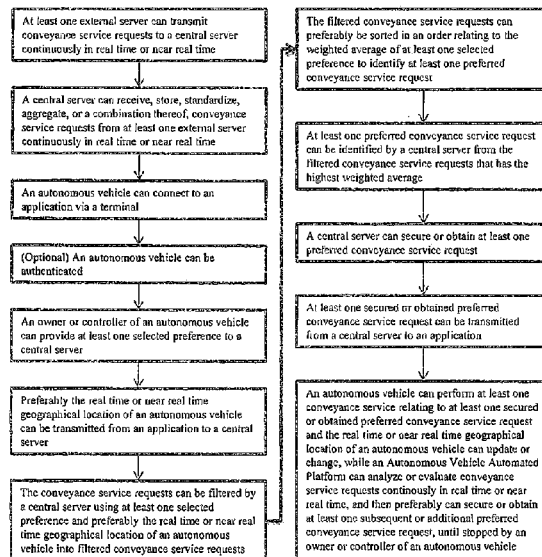 At least one external server can transmit
conveyance service requests to a central server
continuously in real time or near real time
A central server can receive, store, standardize,
aggregate, or a combination thereof, conveyance
service requests from at least one external server
continuously in real time or near real time
An autonomous vehicle can connect to an
application via a terminal
(Optional) An autonomous vehicle can be
authenticated
An owner or controller of an autonomous vehicle
can provide at least one selected preference to a
central server
Preferably the real time or near real time
geographical location of an autonomous vehicle
can be transmitted from an application to a central
server
The conveyance service requests can be filtered by
a central server using at least one selected
preference and preferably the real time or near real
time geographical location of an autonomous
vehicle into filtered conveyance service requests
The filtered conveyance service requests can
preferably be sorted in an order relating to the
weighted average of at least one selected
preference to identify at least one preferred
conveyance service request
At least one preferred conveyance service request
can be identified by a central server from the
filtered conveyance service requests that has the
highest weighted average
A central server can secure or obtain at least one
preferred conveyance service request
At least one secured or obtained preferred
conveyance service request can be transmitted
from a central server to an application
An autonomous vehicle can perform at least one
conveyance service relating to at least one secured
or obtained preferred conveyance service request
and the real time or near real time geographical
location of an autonomous vehicle can update or
change, while an Autonomous Vehicle Automated
Platform can analyze or evaluate conveyance
service requests continously in real time or near
real time, and then preferably can secure or obtain
at least one subsequent or additional preferred
conveyance service request, until stopped by an
owner or controller of an autonomous vehicle